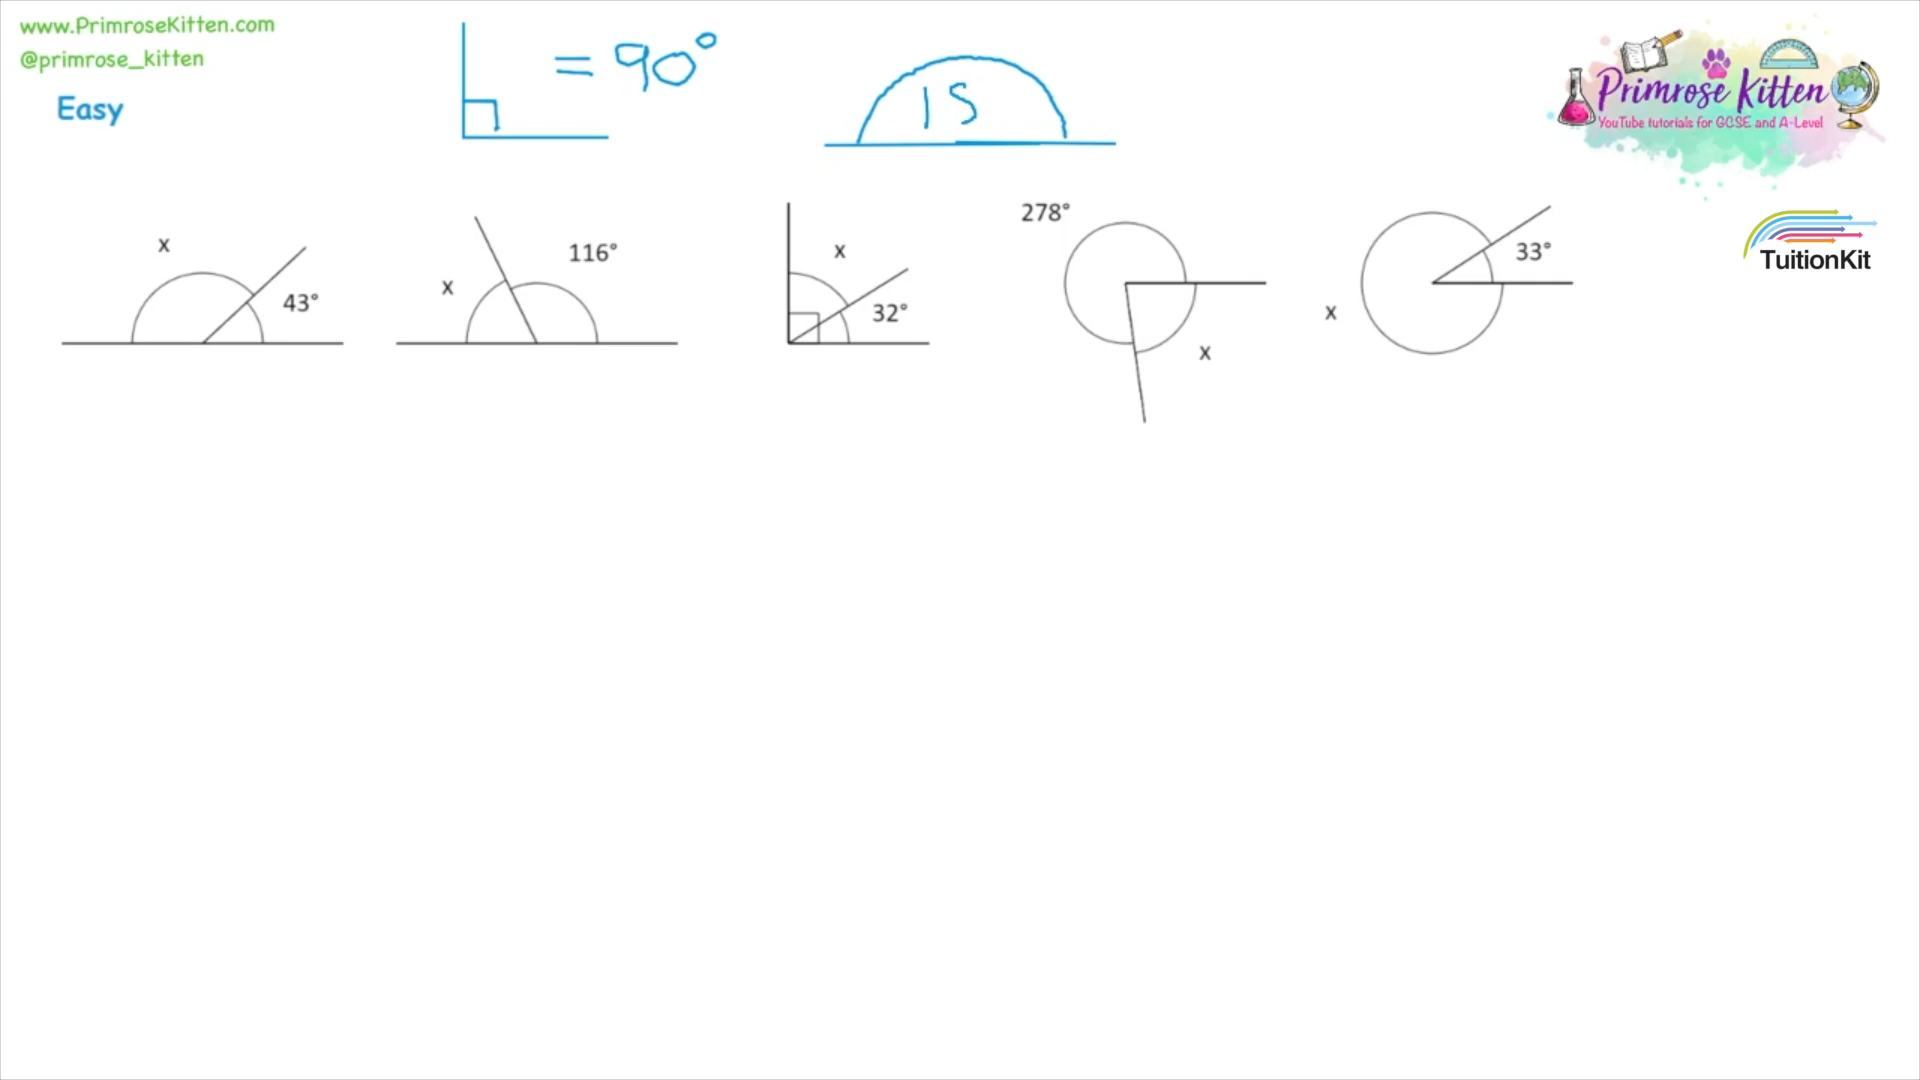 www.PrimroseKitten.com
@primrose_kitten
Easy
= 90°
1S
Primrose Kitten
YouTube tutorials for GCSE and A-Level
TuitionKit
x
43°
x
116°
x
32°
278°
x
x
33°